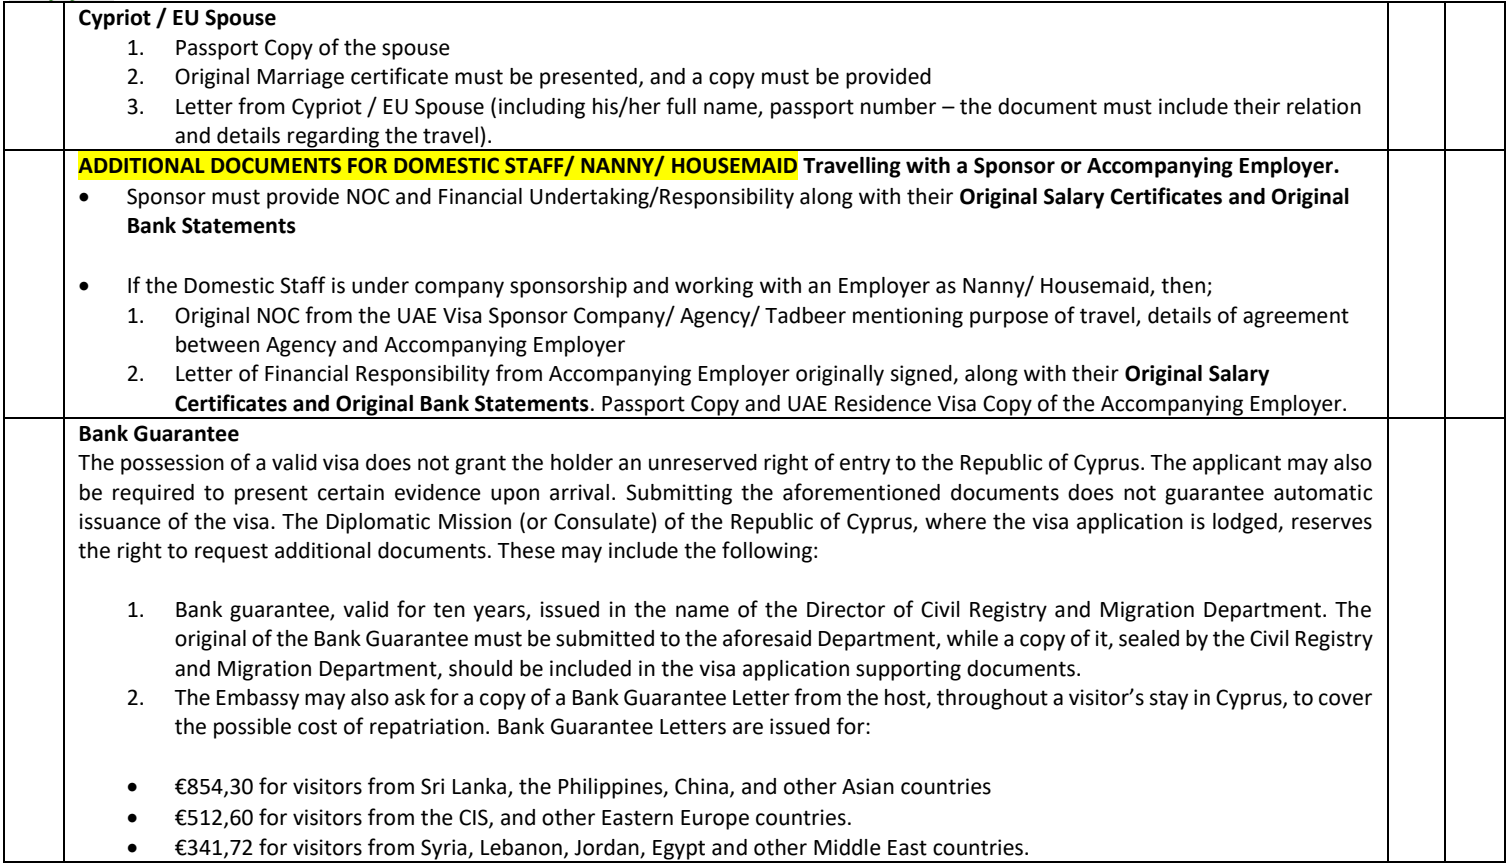 Cypriot / EU Spouse
1. Passport Copy of the spouse
2. Original Marriage certificate must be presented, and a copy must be provided
3. Letter from Cypriot / EU Spouse (including his/her full name, passport number – the document must include their relation
and details regarding the travel).
ADDITIONAL DOCUMENTS FOR DOMESTIC STAFF/ NANNY/ HOUSEMAID Travelling with a Sponsor or Accompanying Employer.
• Sponsor must provide NOC and Financial Undertaking/Responsibility along with their Original Salary Certificates and Original
Bank Statements
• If the Domestic Staff is under company sponsorship and working with an Employer as Nanny/ Housemaid, then;
1. Original NOC from the UAE Visa Sponsor Company/ Agency/ Tadbeer mentioning purpose of travel, details of agreement
between Agency and Accompanying Employer
2. Letter of Financial Responsibility from Accompanying Employer originally signed, along with their Original Salary
Certificates and Original Bank Statements. Passport Copy and UAE Residence Visa Copy of the Accompanying Employer.
Bank Guarantee
The possession of a valid visa does not grant the holder an unreserved right of entry to the Republic of Cyprus. The applicant may also
be required to present certain evidence upon arrival. Submitting the aforementioned documents does not guarantee automatic
issuance of the visa. The Diplomatic Mission (or Consulate) of the Republic of Cyprus, where the visa application is lodged, reserves
the right to request additional documents. These may include the following:
1. Bank guarantee, valid for ten years, issued in the name of the Director of Civil Registry and Migration Department. The
original of the Bank Guarantee must be submitted to the aforesaid Department, while a copy of it, sealed by the Civil Registry
and Migration Department, should be included in the visa application supporting documents.
2. The Embassy may also ask for a copy of a Bank Guarantee Letter from the host, throughout a visitor’s stay in Cyprus, to cover
the possible cost of repatriation. Bank Guarantee Letters are issued for:
• €854,30 for visitors from Sri Lanka, the Philippines, China, and other Asian countries
• €512,60 for visitors from the CIS, and other Eastern Europe countries.
• €341,72 for visitors from Syria, Lebanon, Jordan, Egypt and other Middle East countries.